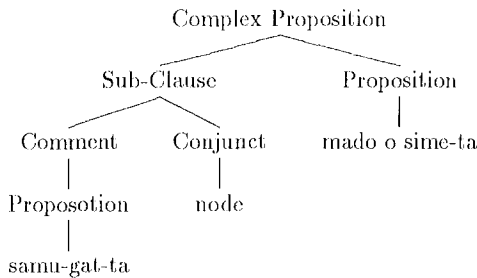 Complex Proposition
Sub-Clause Proposition
Comment Conjunct mado o sime-ta
Proposotion node
samu-gat-ta